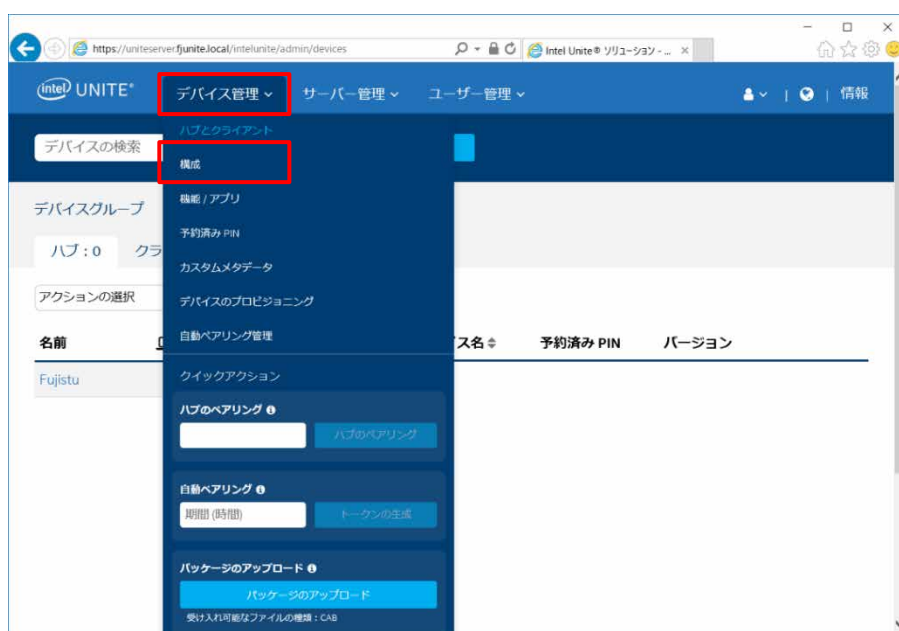 https://uniteserver.fjunite.local/intelunite/admin/devices
Intel Unite® ソリューション - ...
intel UNITE® デバイス管理 サーバー管理 ユーザー管理 | | 情報
ハブとクライアント
デバイスの検索
構成
機能 / アプリ
デバイスグループ
予約済み PIN
ハブ : 0 クラ
カスタムメタデータ
アクションの選択
デバイスのプロビジョニング
自動ペアリング管理
名前 ス名 予約済み PIN バージョン
Fujistu
クイックアクション
ハブのペアリング
ハブのペアリング
自動ペアリング
期間 (時間) トークンの生成
パッケージのアップロード
パッケージのアップロード
受け入れ可能なファイルの種類 : CAB